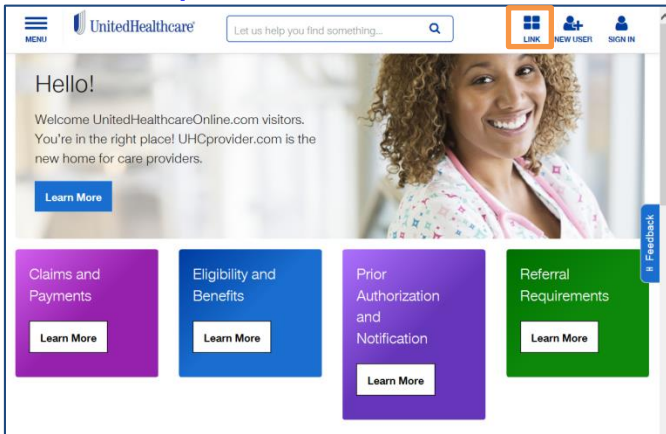 MENU
UnitedHealthcare
Let us help you find something...
LINK
NEW USER
SIGN IN
Hello!
Welcome UnitedHealthcareOnline.com visitors.
You're in the right place! UHCprovider.com is the
new home for care providers.
Learn More
Feedback
Claims and
Payments
Learn More
Eligibility and
Benefits
Learn More
Prior
Authorization
and
Notification
Learn More
Referral
Requirements
Learn More